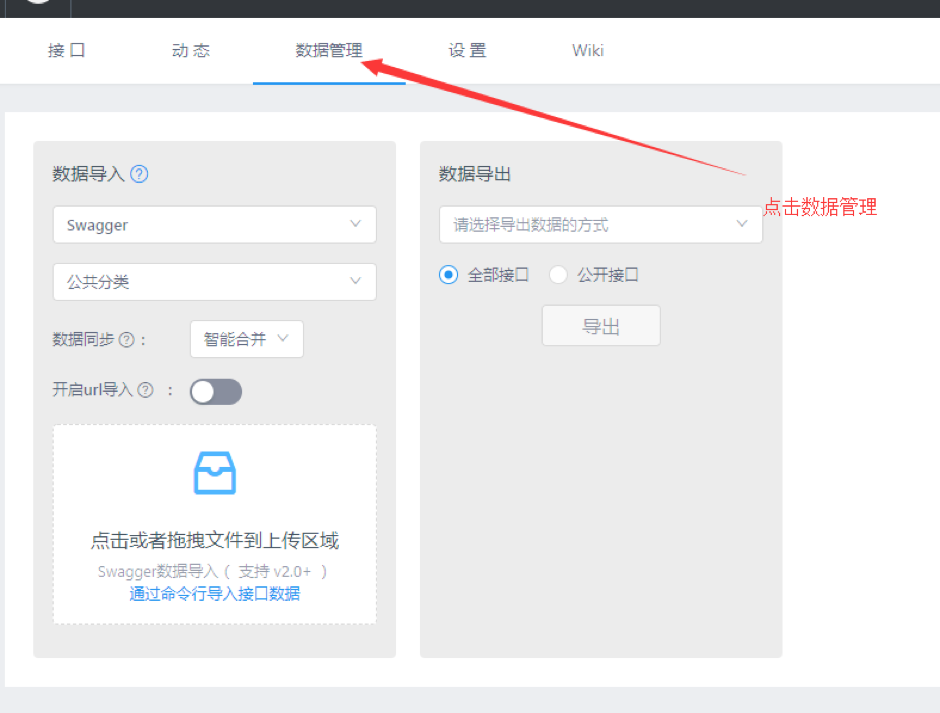 接 口 动 态 数据管理 设 置 Wiki
数据导入 ?
Swagger
公共分类
数据同步 ? : 智能合并
开启url导入 ? :
点击或者拖拽文件到上传区域
Swagger数据导入（ 支持 v2.0+ ）
通过命令行导入接口数据
数据导出
请选择导出数据的方式
全部接口 公开接口
导出
点击数据管理